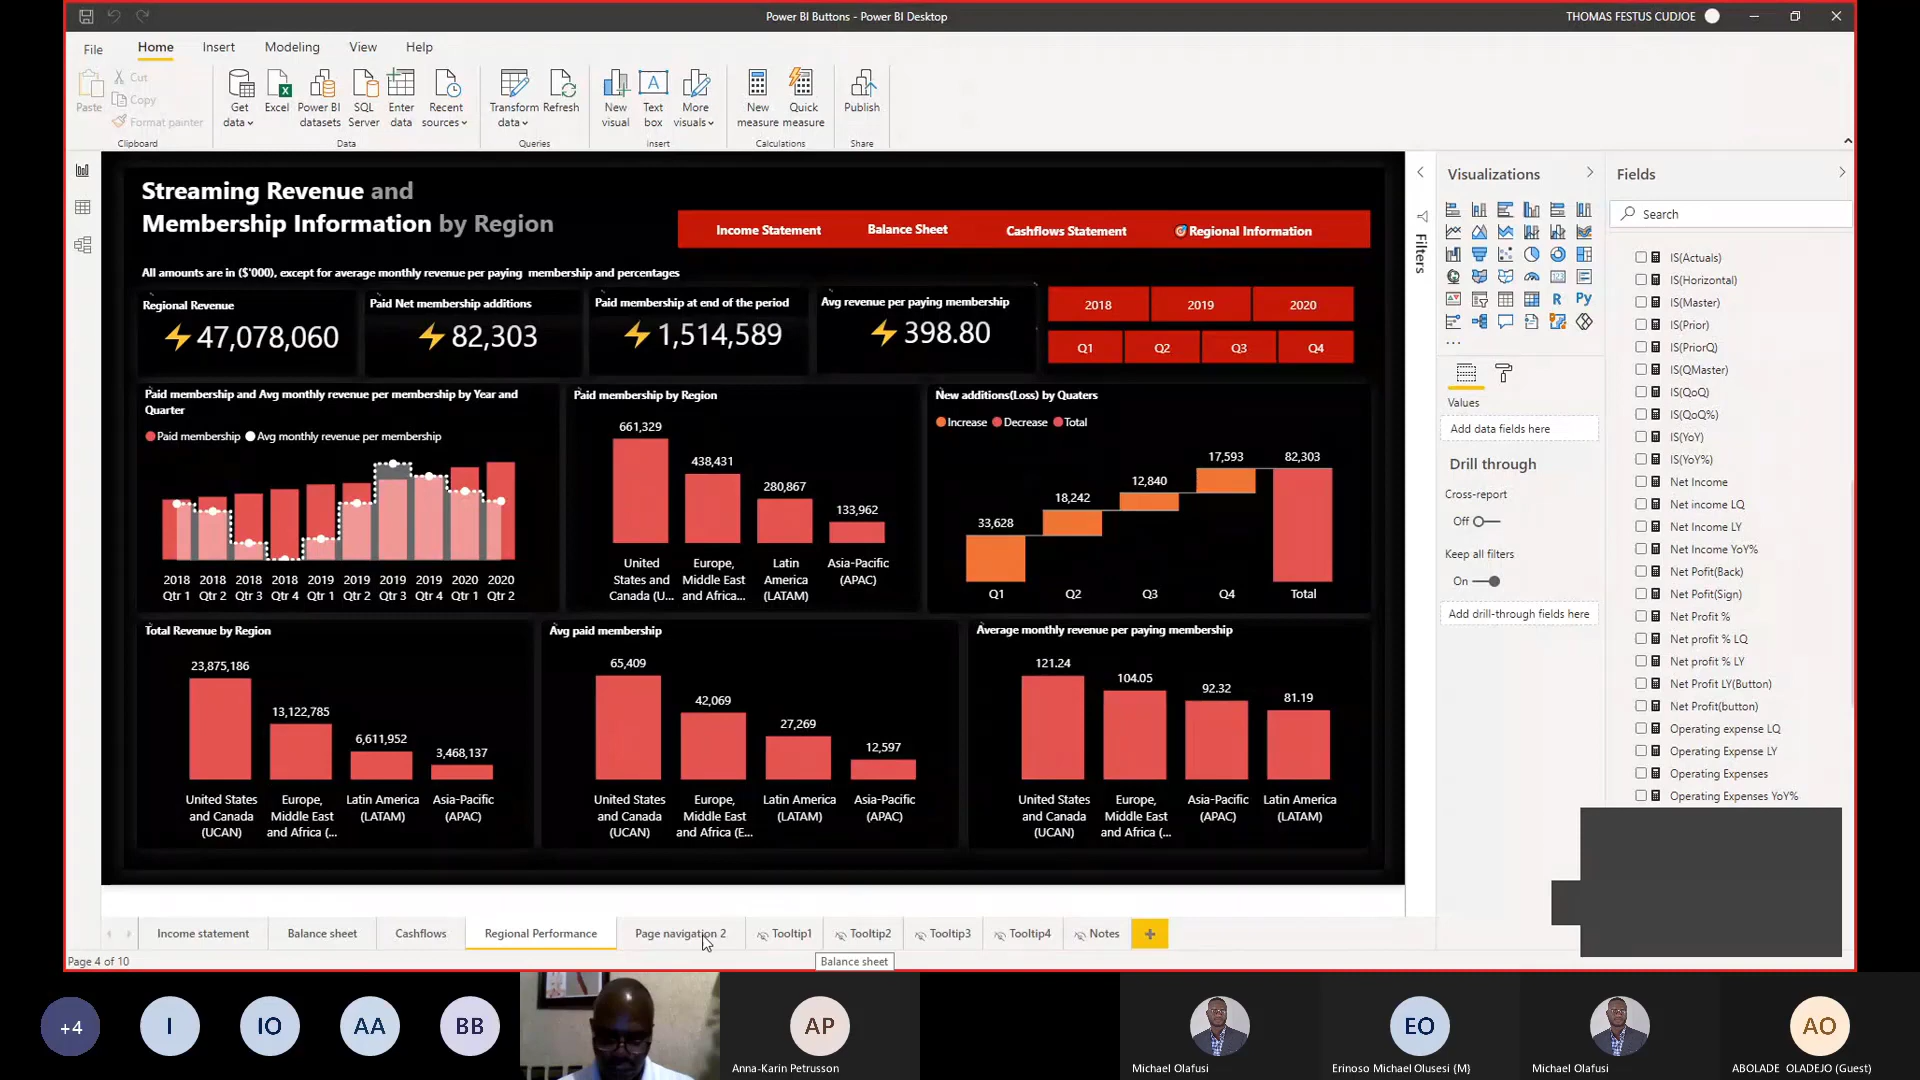 Power BI Buttons - Power BI Desktop
THOMAS FESTUS CUDJOE
File
Home
Insert
Modeling
View
Help
Paste
Cut
Copy
Format painter
Clipboard
Get data
Excel
Power BI datasets
SQL Server
Enter data
Recent sources
Data
Transform data
Refresh
Queries
New visual
Text box
More visuals
Insert
New measure
Quick measure
Calculations
Publish
Share
Streaming Revenue and
Membership Information by Region
Income Statement
Balance Sheet
Cashflows Statement
Regional Information
All amounts are in ($'000), except for average monthly revenue per paying membership and percentages
Regional Revenue
47,078,060
Paid Net membership additions
82,303
Paid membership at end of the period
1,514,589
Avg revenue per paying membership
398.80
2018
2019
2020
Q1
Q2
Q3
Q4
Paid membership and Avg monthly revenue per membership by Year and
Quarter
Paid membership
Avg monthly revenue per membership
2018 Qtr 1
2018 Qtr 2
2018 Qtr 3
2018 Qtr 4
2019 Qtr 1
2019 Qtr 2
2019 Qtr 3
2019 Qtr 4
2020 Qtr 1
2020 Qtr 2
Paid membership by Region
661,329
438,431
280,867
133,962
United
States and
Canada (U...
Europe,
Middle East
and Africa...
Latin
America
(LATAM)
Asia-Pacific
(APAC)
New additions(Loss) by Quaters
Increase
Decrease
Total
33,628
18,242
12,840
17,593
82,303
Q1
Q2
Q3
Q4
Total
Total Revenue by Region
23,875,186
13,122,785
6,611,952
3,468,137
United States
and Canada
(UCAN)
Europe,
Middle East
and Africa (...
Latin America
(LATAM)
Asia-Pacific
(APAC)
Avg paid membership
65,409
42,069
27,269
12,597
United States
and Canada
(UCAN)
Europe,
Middle East
and Africa (E...
Latin America
(LATAM)
Asia-Pacific
(APAC)
Average monthly revenue per paying membership
121.24
104.05
92.32
81.19
United States
and Canada
(UCAN)
Europe,
Middle East
and Africa (...
Asia-Pacific
(APAC)
Latin America
(LATAM)
Filters
Visualizations
R
Py
...
Values
Add data fields here
Drill through
Cross-report
Off
Keep all filters
On
Add drill-through fields here
Fields
Search
IS(Actuals)
IS(Horizontal)
IS(Master)
IS(Prior)
IS(PriorQ)
IS(QMaster)
IS(QoQ)
IS(QoQ%)
IS(YoY)
IS(YoY%)
Net Income
Net income LQ
Net Income LY
Net Income YoY%
Net Pofit(Back)
Net Pofit(Sign)
Net Profit %
Net profit % LQ
Net profit % LY
Net Profit LY(Button)
Net Profit(button)
Operating expense LQ
Operating Expense LY
Operating Expenses
Operating Expenses YoY%
Income statement
Balance sheet
Cashflows
Regional Performance
Page navigation 2
Tooltip1
Tooltip2
Tooltip3
Tooltip4
Notes
+
Page 4 of 10
Balance sheet
+4
I
IO
AA
BB
AP
Anna-Karin Petrusson
Michael Olafusi
EO
Erinoso Michael Olusesi (M)
Michael Olafusi
AO
ABOLADE OLADEJO (Guest)